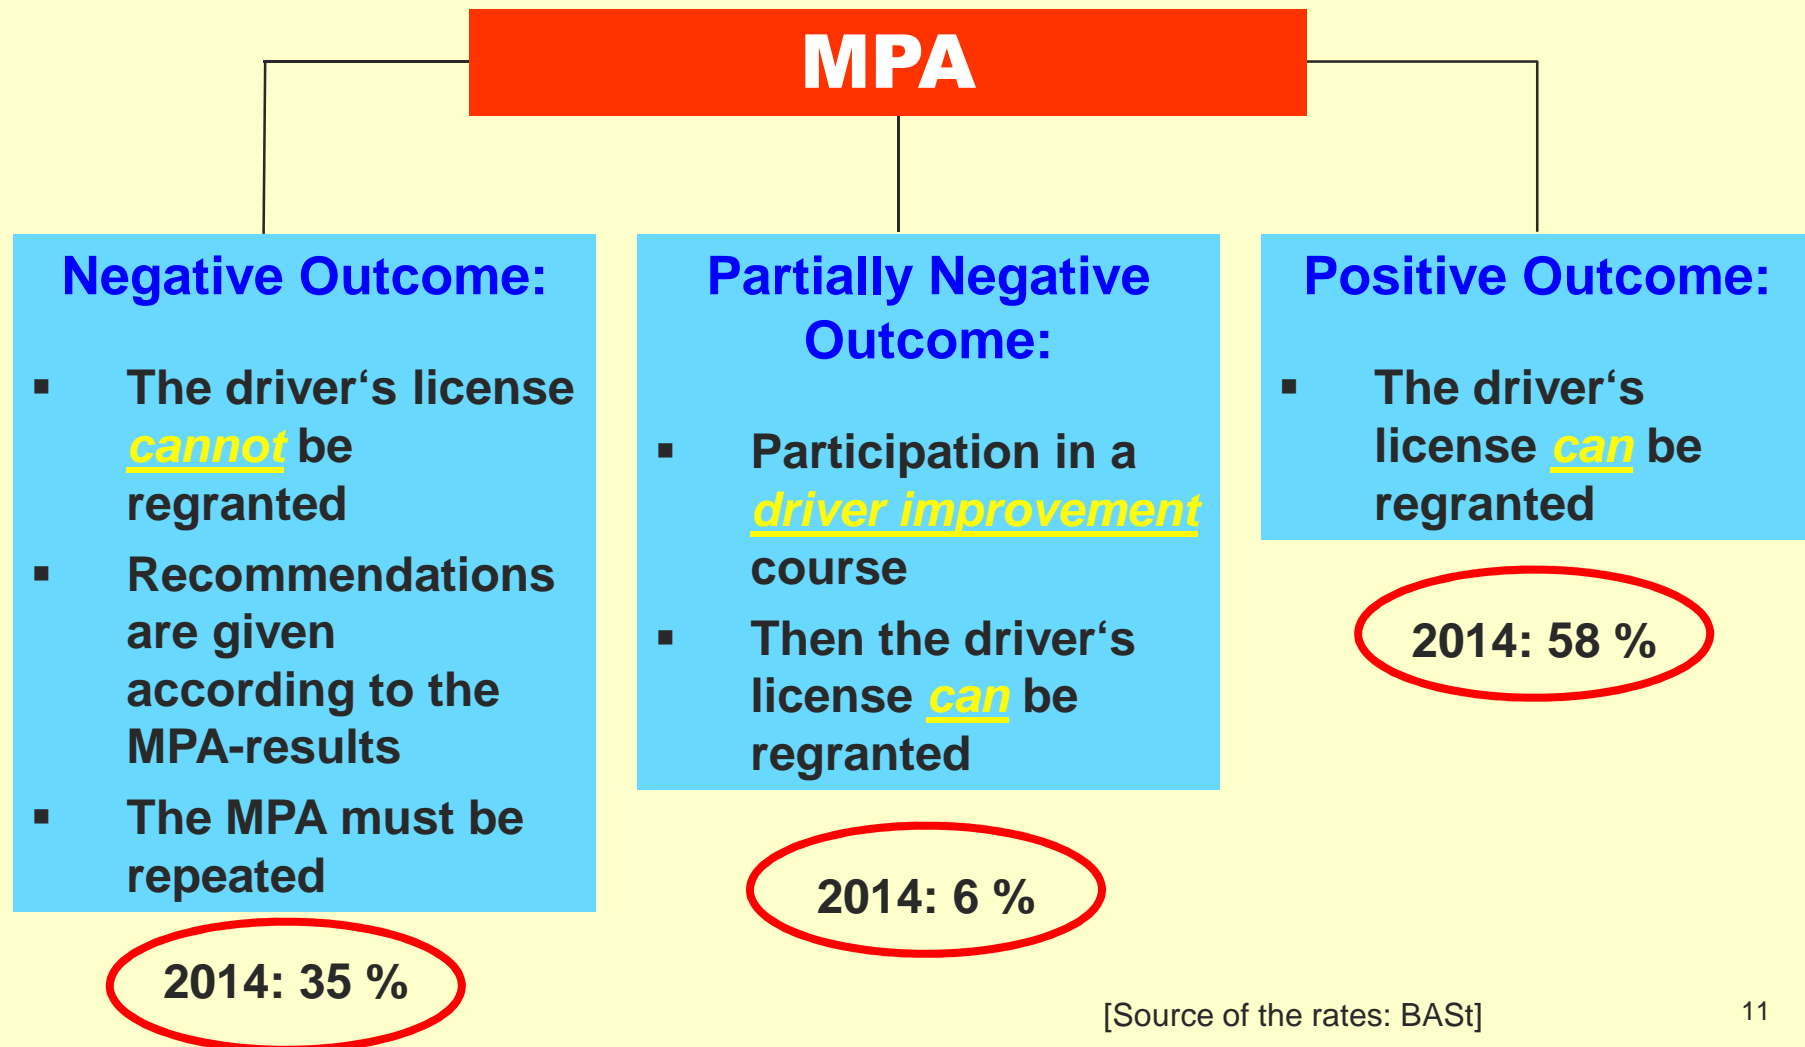 MPA
Negative Outcome:
▪ The driver‘s license
cannot be
regranted
▪ Recommendations
are given
according to the
MPA-results
▪ The MPA must be
repeated
2014: 35 %
Partially Negative
Outcome:
▪ Participation in a
driver improvement
course
▪ Then the driver‘s
license can be
regranted
2014: 6 %
Positive Outcome:
▪ The driver‘s
license can be
regranted
2014: 58 %
[Source of the rates: BASt]
11